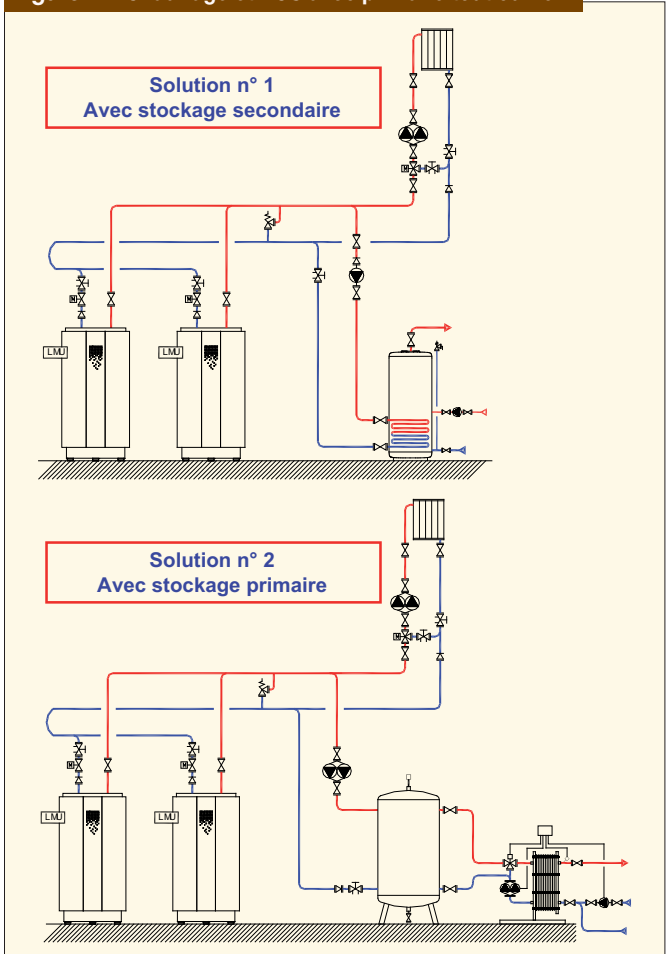 Solution n° 1
Avec stockage secondaire
LMU
LMU
Solution n° 2
Avec stockage primaire
LMU
LMU